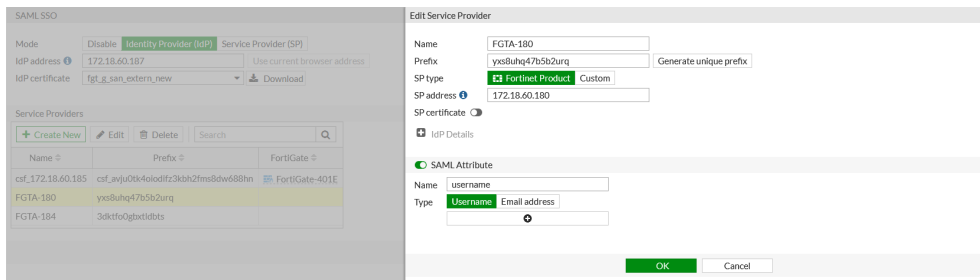 SAML SSO
Mode Disable Identity Provider (IdP) Service Provider (SP)
IdP address 172.18.60.187 Use current browser address
IdP certificate fgt_g_san_extern_new Download
Service Providers
+ Create New Edit Delete Search
Name Prefix FortiGate
csf_172.18.60.185 csf_avju0tk4oiodifz3kbh2fms8dw688hn FortiGate-401E
FGTA-180 yxs8uhq47b5b2urq
FGTA-184 3dktfo0gbxtldbts
Edit Service Provider
Name FGTA-180
Prefix yxs8uhq47b5b2urq Generate unique prefix
SP type Fortinet Product Custom
SP address 172.18.60.180
SP certificate
IdP Details
SAML Attribute
Name username
Type Username Email address
OK Cancel